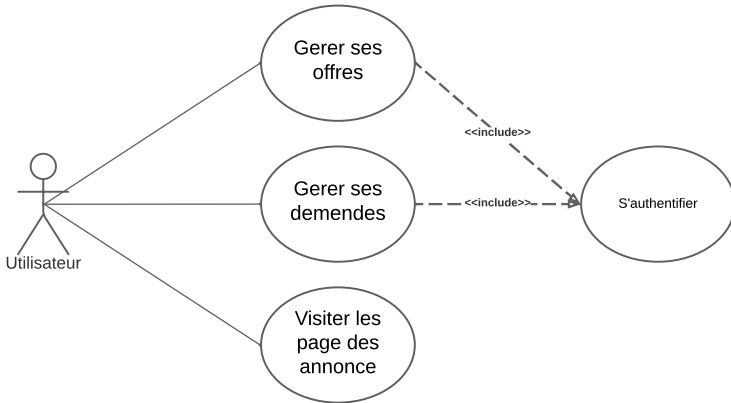 Gerer ses
offres
<<include>>
Gerer ses
demendes
<<include>>
S'authentifier
Utilisateur
Visiter les
page des
annonce